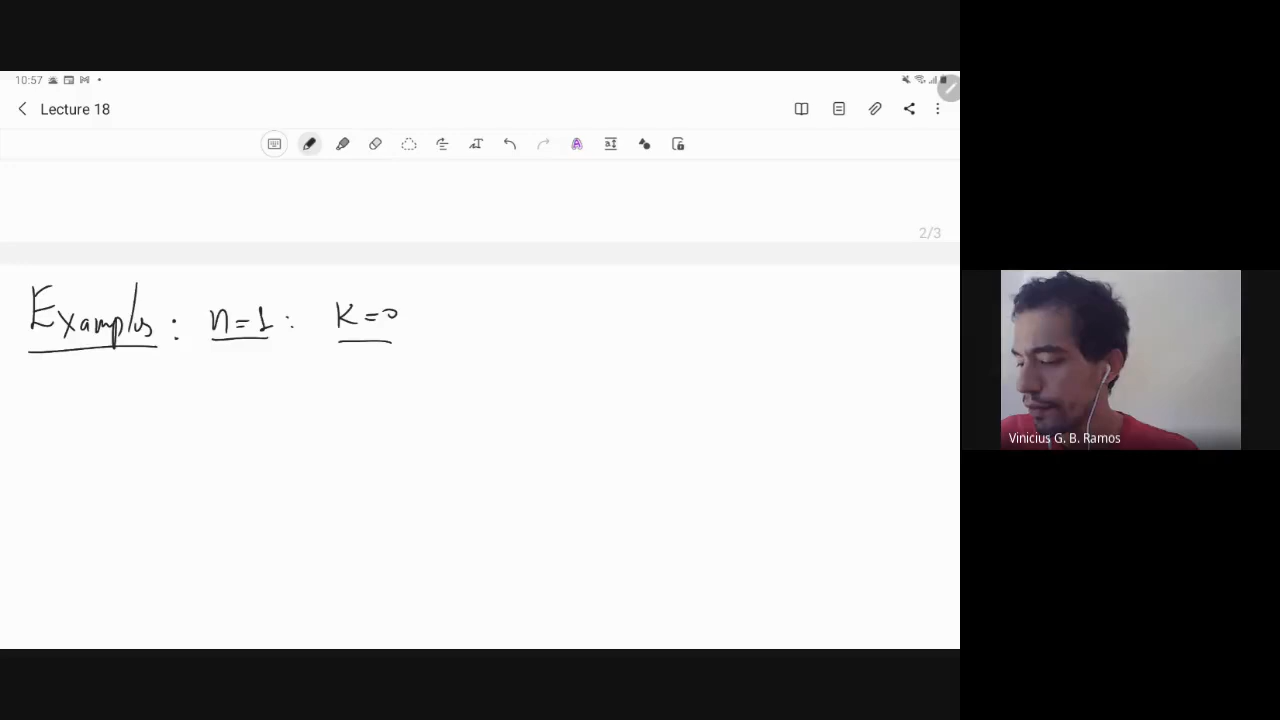 10:57
Lecture 18
2/3
Examples: n=1: k=0
Vinicius G. B. Ramos